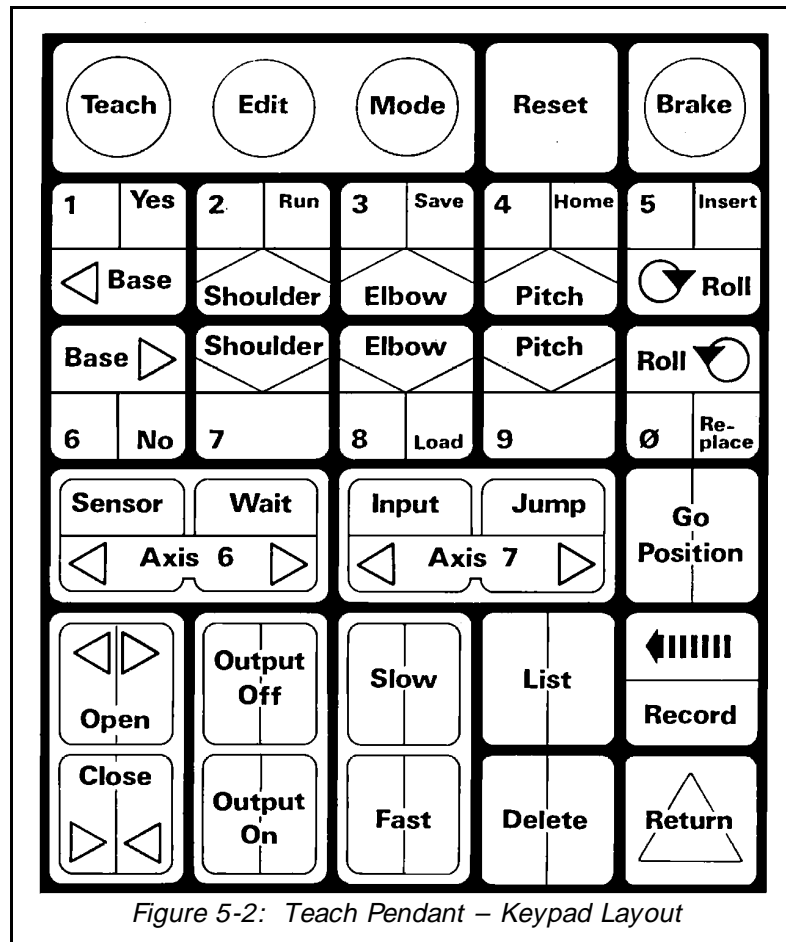 Teach Edit Mode Reset Brake
1 Yes 2 Run 3 Save 4 Home 5 Insert
Base Shoulder Elbow Pitch Roll
Base Shoulder Elbow Pitch Roll
6 No 7 8 Load 9 Ø Re-
place
Sensor Wait Input Jump Go
Position
Axis 6 Axis 7
Open Output
Off Slow List Record
Close Output
On Fast Delete Return
Figure 5-2: Teach Pendant – Keypad Layout